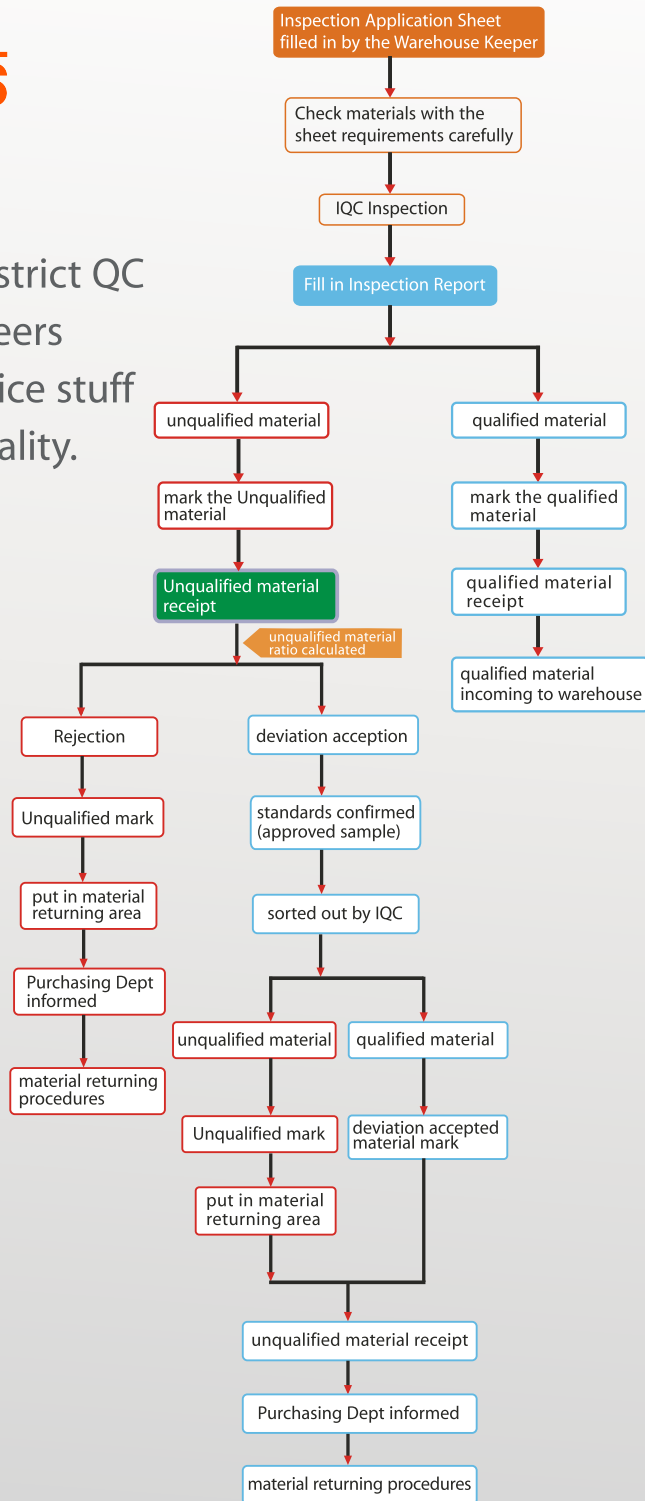 Inspection Application Sheet
filled in by the Warehouse Keeper
Check materials with the
sheet requirements carefully
IQC Inspection
strict QC
Fill in Inspection Report
stuff
unqualified material
qualified material
mark the Unqualified
material
mark the qualified
material
Unqualified material
receipt
qualified material
receipt
unqualified material
ratio calculated
qualified material
incoming to warehouse
Rejection
deviation acception
Unqualified mark
standards confirmed
(approved sample)
put in material
returning area
sorted out by IQC
Purchasing Dept
informed
unqualified material
qualified material
material returning
procedures
Unqualified mark
deviation accepted
material mark
put in material
returning area
unqualified material receipt
Purchasing Dept informed
material returning procedures